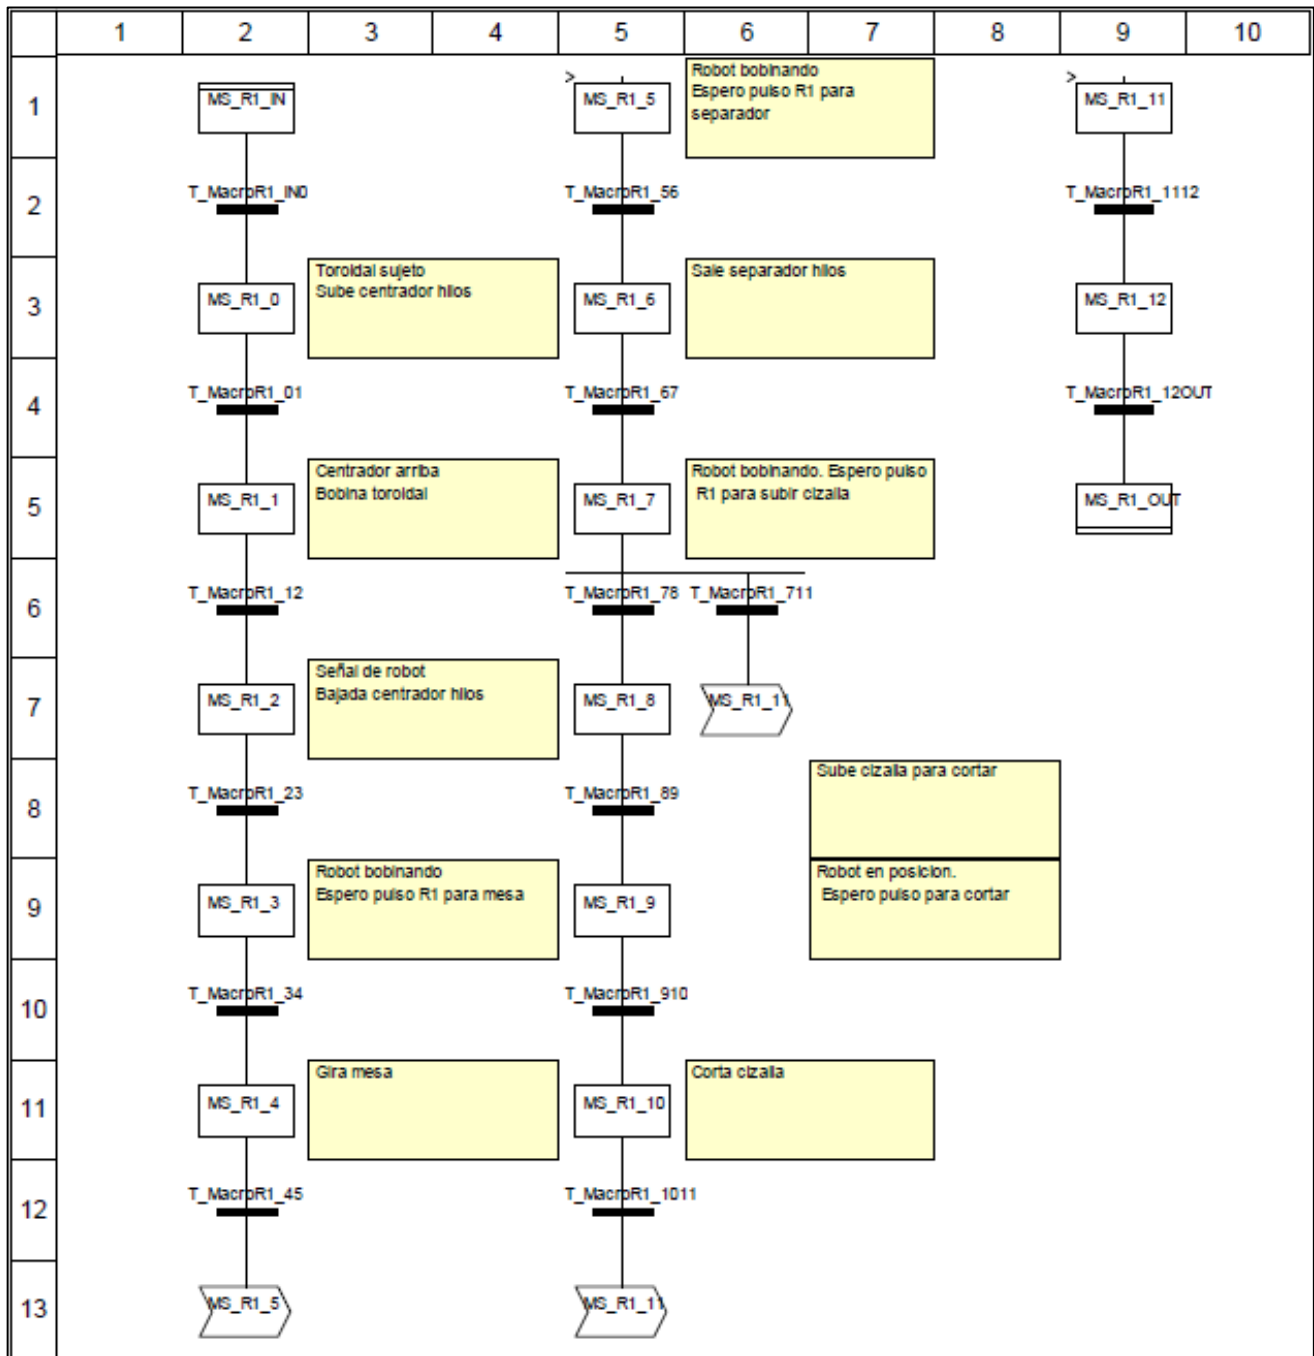 1 2 3 4 5 6 7 8 9 10
1
MS_R1_IN
> MS_R1_5
Robot bobinando
Espero pulso R1 para
separador
> MS_R1_11
2
T_MacroR1_IN0
T_MacroR1_56
T_MacroR1_1112
3
MS_R1_0
Toroidal sujeto
Sube centrador hilos
MS_R1_6
Sale separador hilos
MS_R1_12
4
T_MacroR1_01
T_MacroR1_67
T_MacroR1_12OUT
5
MS_R1_1
Centrador arriba
Bobina toroidal
MS_R1_7
Robot bobinando. Espero pulso
R1 para subir cizalla
MS_R1_OUT
6
T_MacroR1_12
T_MacroR1_78
T_MacroR1_711
7
MS_R1_2
Señal de robot
Bajada centrador hilos
MS_R1_8
MS_R1_11
8
T_MacroR1_23
T_MacroR1_89
Sube cizalla para cortar
9
MS_R1_3
Robot bobinando
Espero pulso R1 para mesa
MS_R1_9
Robot en posicion.
Espero pulso para cortar
10
T_MacroR1_34
T_MacroR1_910
11
MS_R1_4
Gira mesa
MS_R1_10
Corta cizalla
12
T_MacroR1_45
T_MacroR1_1011
13
MS_R1_5
MS_R1_11